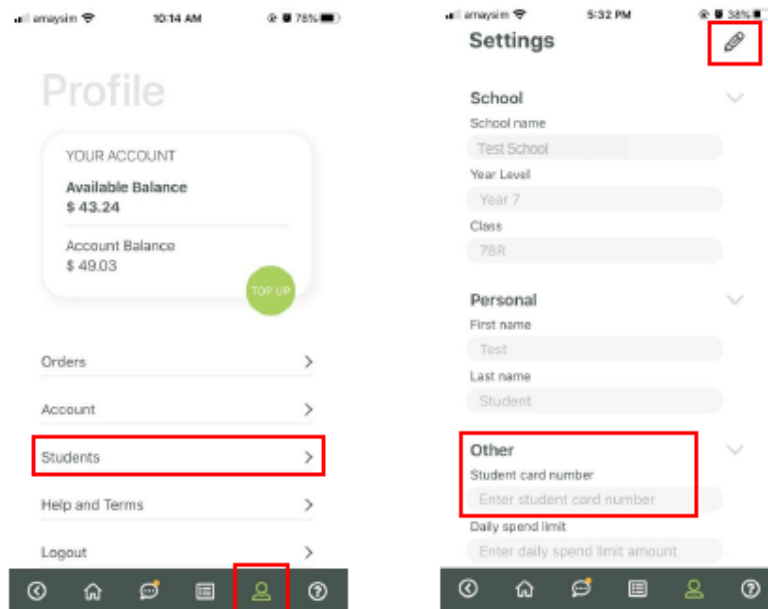 amaysim
10:14 AM
78%
Profile
YOUR ACCOUNT
Available Balance
$ 43.24
Account Balance
$ 49.03
TOP UP
Orders
Account
Students
Help and Terms
Logout
amaysim
5:32 PM
38%
Settings
School
School name
Test School
Year Level
Year 7
Class
7BR
Personal
First name
Test
Last name
Student
Other
Student card number
Enter student card number
Daily spend limit
Enter daily spend limit amount